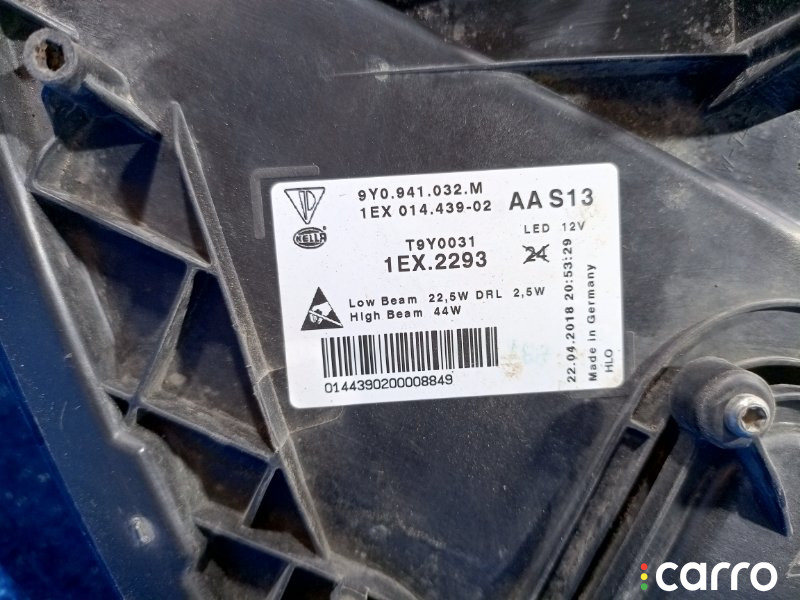 9Y0.941.032.M
1EX 014.439-02
AA S13
HELLA
T9Y0031
LED 12V
1EX.2293
24
Low Beam 22,5W DRL 2,5W
High Beam 44W
0144390200008849
22.04.2018 20:53:29
Made in Germany
HLO
carro